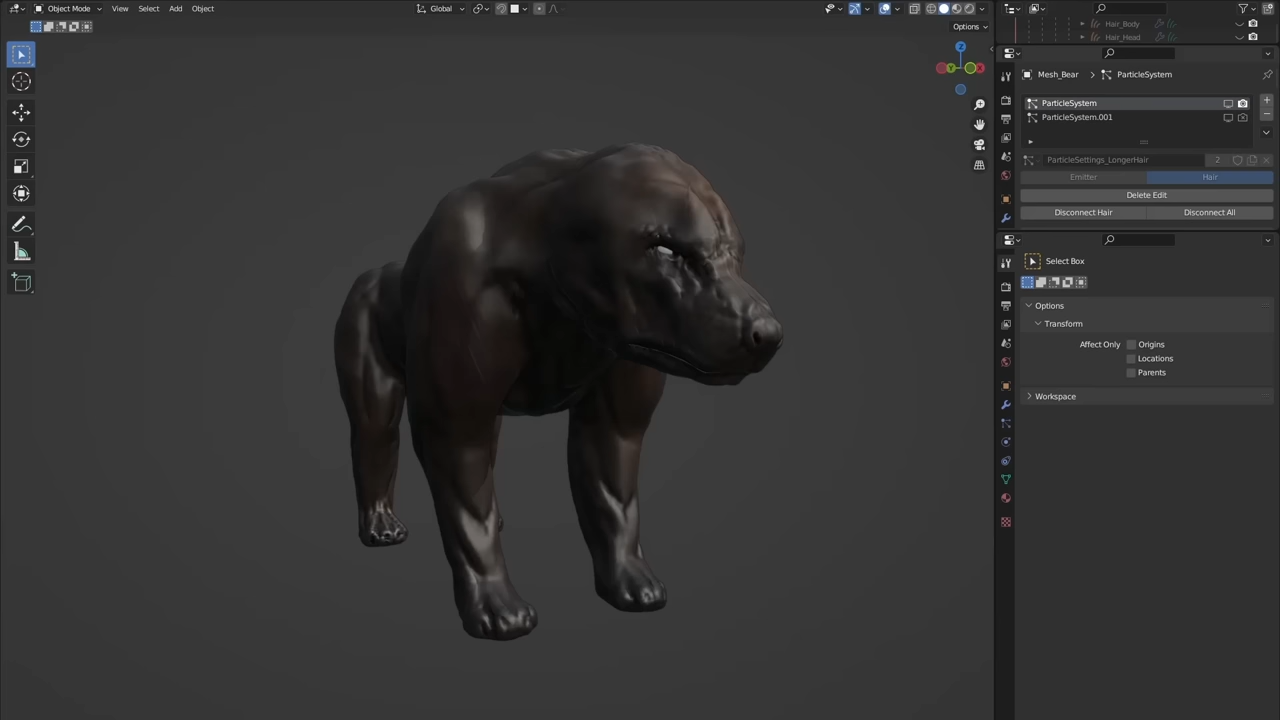 Object Mode View Select Add Object Global
Options
Z
Y
X
Hair_Body
Hair_Head
Mesh_Bear > ParticleSystem
ParticleSystem
ParticleSystem.001
ParticleSettings_LongerHair 2
Emitter Hair
Delete Edit
Disconnect Hair Disconnect All
Select Box
Options
Transform
Affect Only Origins
Locations
Parents
Workspace